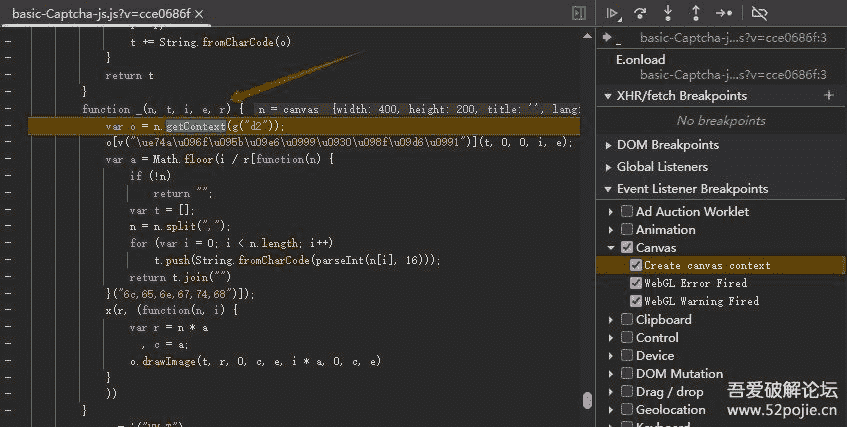 basic-Captcha-js.js?v=cce0686f ×
t += String.fromCharCode(o)
}
return t
}
function _(n, t, i, e, r) { n = canvas {width: 400, height: 200, title: '', lang
var o = n.getContext(g("d2"));
o[v("\ue74a\u096f\u095b\u09e6\u0999\u0930\u098f\u09d6\u0991")](t, 0, 0, i, e);
var a = Math.floor(i / r[function(n) {
if (!n)
return "";
var t = [];
n = n.split(",");
for (var i = 0; i < n.length; i++)
t.push(String.fromCharCode(parseInt(n[i], 16)));
return t.join("")
}("6c,65,6e,67,74,68")]);
x(r, (function(n, i) {
var r = n * a
, c = a;
o.drawImage(t, r, 0, c, e, i * a, 0, c, e)
}
))
}
_
basic-Captcha-j…s?v=cce0686f:3
E.onload
basic-Captcha-j…s?v=cce0686f:3
XHR/fetch Breakpoints +
No breakpoints
DOM Breakpoints
Global Listeners
Event Listener Breakpoints
Ad Auction Worklet
Animation
Canvas
Create canvas context
WebGL Error Fired
WebGL Warning Fired
Clipboard
Control
Device
DOM Mutation
Drag / drop
Geolocation
Keyboard
吾爱破解论坛
www.52pojie.cn